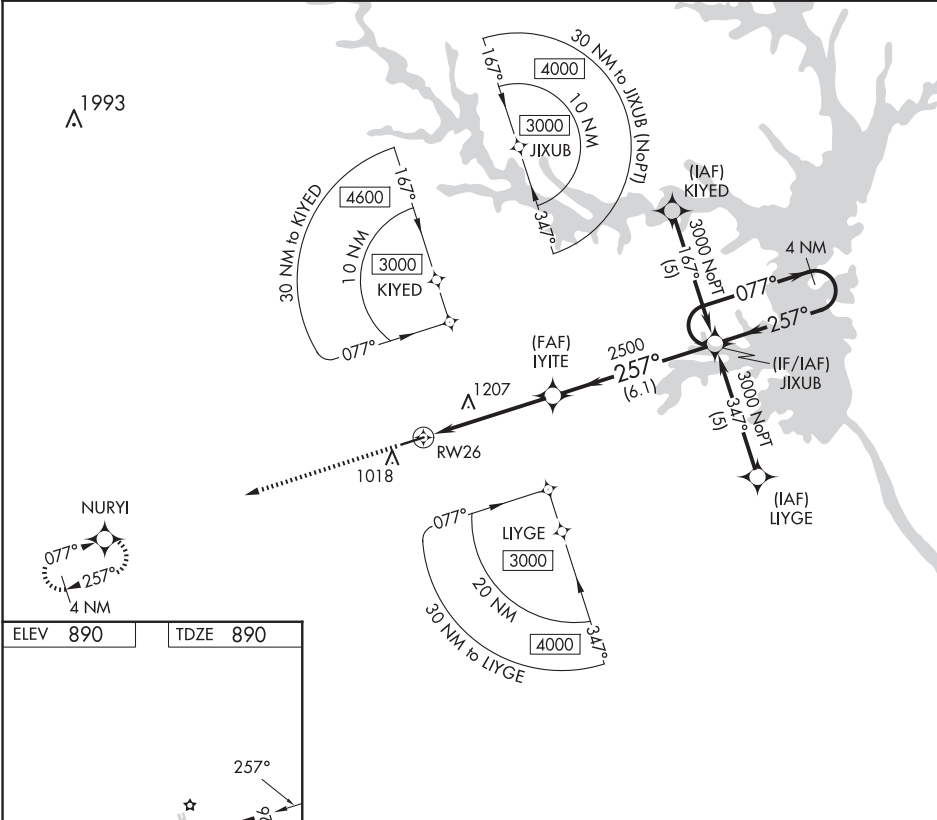 1993
30 NM to JIXUB (NoPT)
167°
4000
10 NM
3000
JIXUB
347°
30 NM to KIYED
4600
167°
10 NM
3000
KIYED
077°
(IAF)
KIYED
3000 NoPT
167°
(5)
4 NM
077°
257°
(IF/IAF)
JIXUB
(FAF)
IYITE
2500
257°
(6.1)
3000 NoPT
347°
(5)
1207
RW26
1018
(IAF)
LIYGE
NURYI
077°
257°
4 NM
077°
LIYGE
3000
20 NM
4000
347°
30 NM to LIYGE
ELEV 890
TDZE 890
257°
26